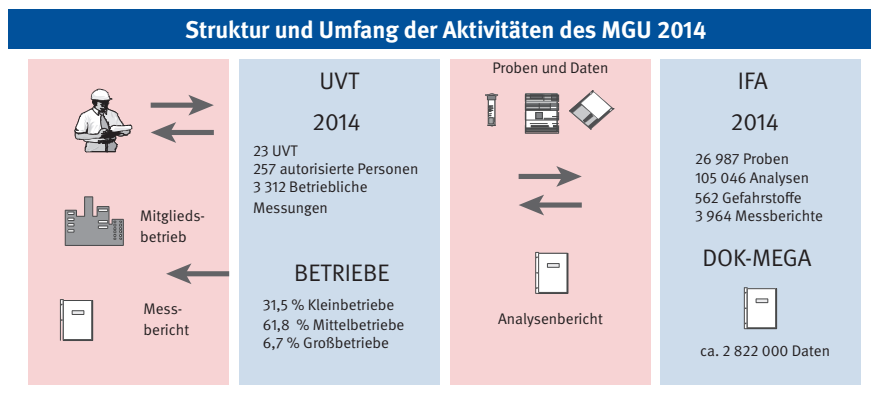 Struktur und Umfang der Aktivitäten des MGU 2014
Mitglieds-
betrieb
Mess-
bericht
UVT
2014
23 UVT
257 autorisierte Personen
3 312 Betriebliche
Messungen
BETRIEBE
31,5 % Kleinbetriebe
61,8 % Mittelbetriebe
6,7 % Großbetriebe
Proben und Daten
Analysenbericht
IFA
2014
26 987 Proben
105 046 Analysen
562 Gefahrstoffe
3 964 Messberichte
DOK-MEGA
ca. 2 822 000 Daten